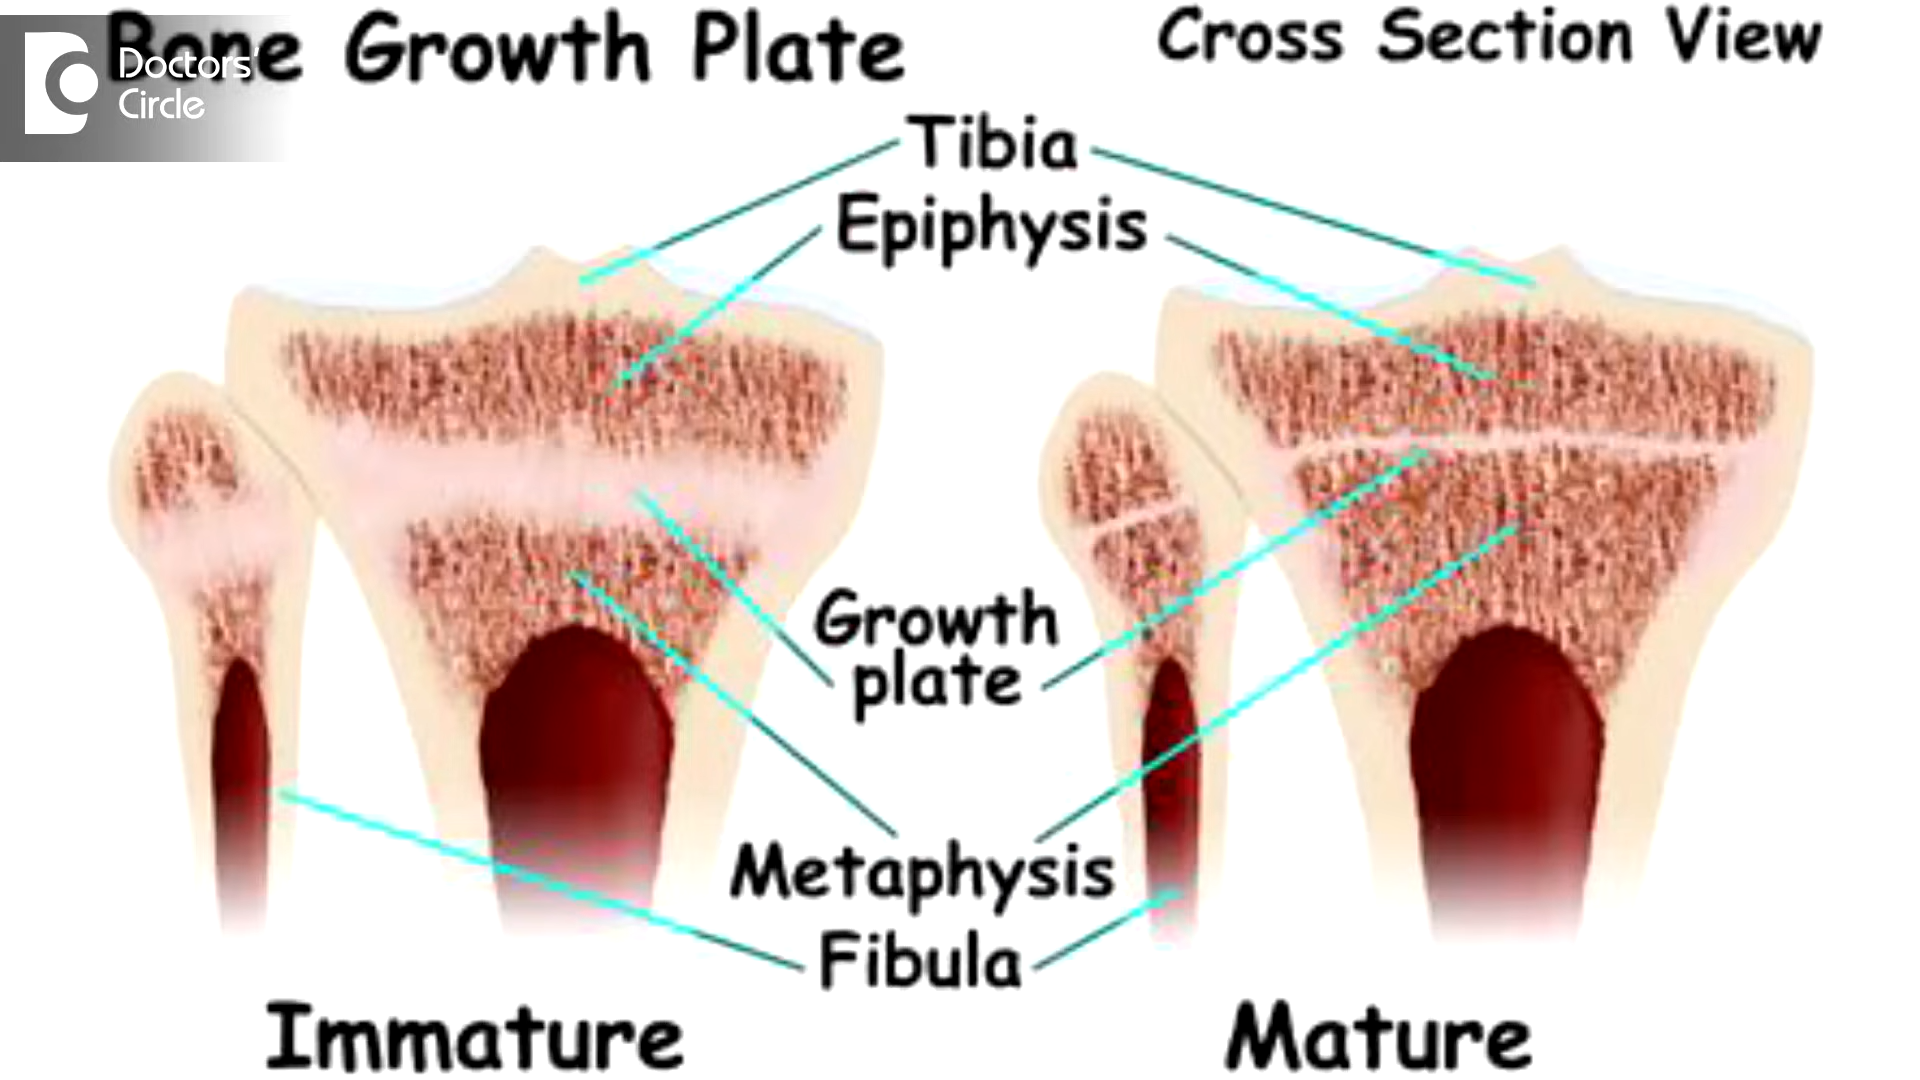 Bone Growth Plate
Cross Section View
Doctors'
Circle
Tibia
Epiphysis
Growth
plate
Metaphysis
Fibula
Immature
Mature